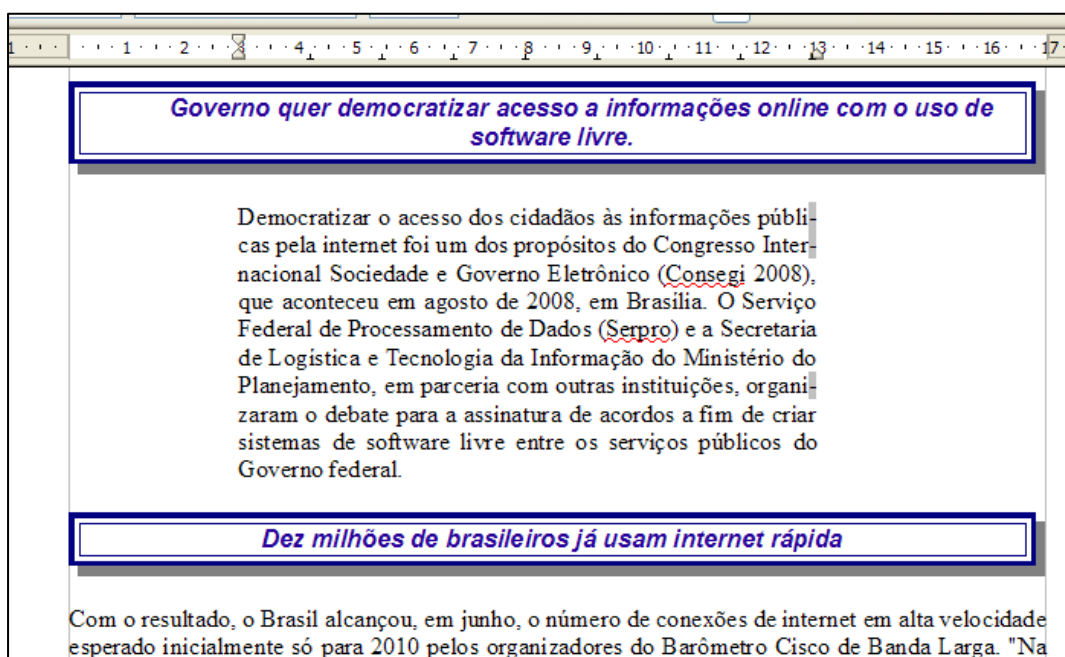 1 1 2 3 4 5 6 7 8 9 10 11 12 13 14 15 16 17
Governo quer democratizar acesso a informações online com o uso de
software livre.
Democratizar o acesso dos cidadãos às informações públi-
cas pela internet foi um dos propósitos do Congresso Inter-
nacional Sociedade e Governo Eletrônico (Consegi 2008),
que aconteceu em agosto de 2008, em Brasília. O Serviço
Federal de Processamento de Dados (Serpro) e a Secretaria
de Logística e Tecnologia da Informação do Ministério do
Planejamento, em parceria com outras instituições, organi-
zaram o debate para a assinatura de acordos a fim de criar
sistemas de software livre entre os serviços públicos do
Governo federal.
Dez milhões de brasileiros já usam internet rápida
Com o resultado, o Brasil alcançou, em junho, o número de conexões de internet em alta velocidade
esperado inicialmente só para 2010 pelos organizadores do Barômetro Cisco de Banda Larga. "Na